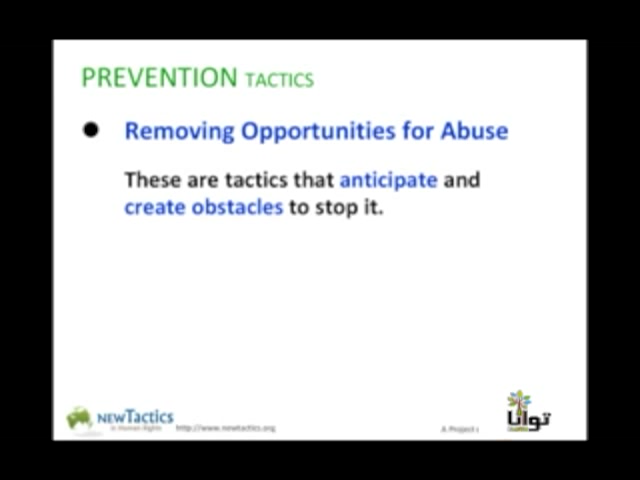 PREVENTION TACTICS
Removing Opportunities for Abuse
These are tactics that anticipate and
create obstacles to stop it.
NEWTactics
in Human Rights
http://www.newtactics.org
A Project
توانا